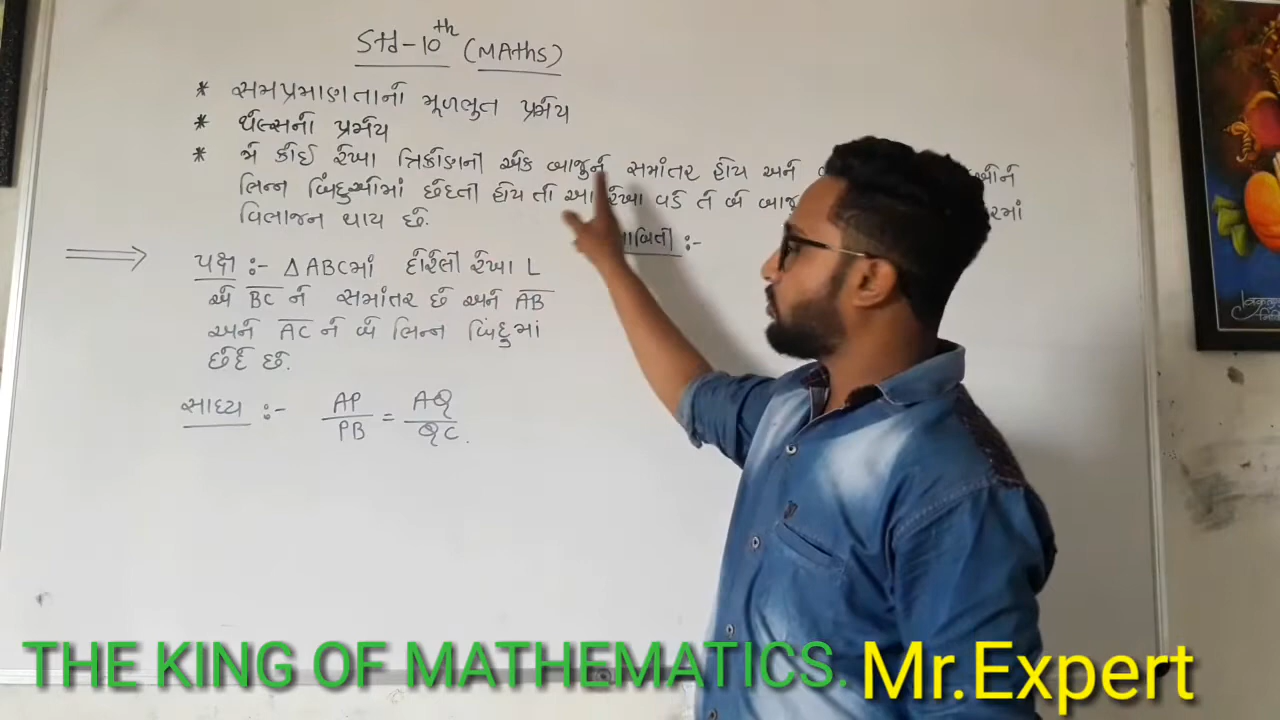 Std-10th (MAths)
* સમપ્રમાણતાનો મૂળભુત પ્રમેય
* થેલ્સનો પ્રમેય
* જે કોઈ રેખા ત્રિકોણની એક બાજુને સમાંતર હોય અને
ભિન્ન બિંદુઓમાં છેદતી હોય તો આ રેખા વડે તે બે બાજુ
વિભાજન થાય છે.
પક્ષ :- ΔABCમાં દોરેલી રેખા L
એ BC ને સમાંતર છે અને AB
અને AC ને બે ભિન્ન બિંદુમાં
છેદે છે.
સાધ્ય :- AP/PB = AQ/QC.
THE KING OF MATHEMATICS. Mr.Expert